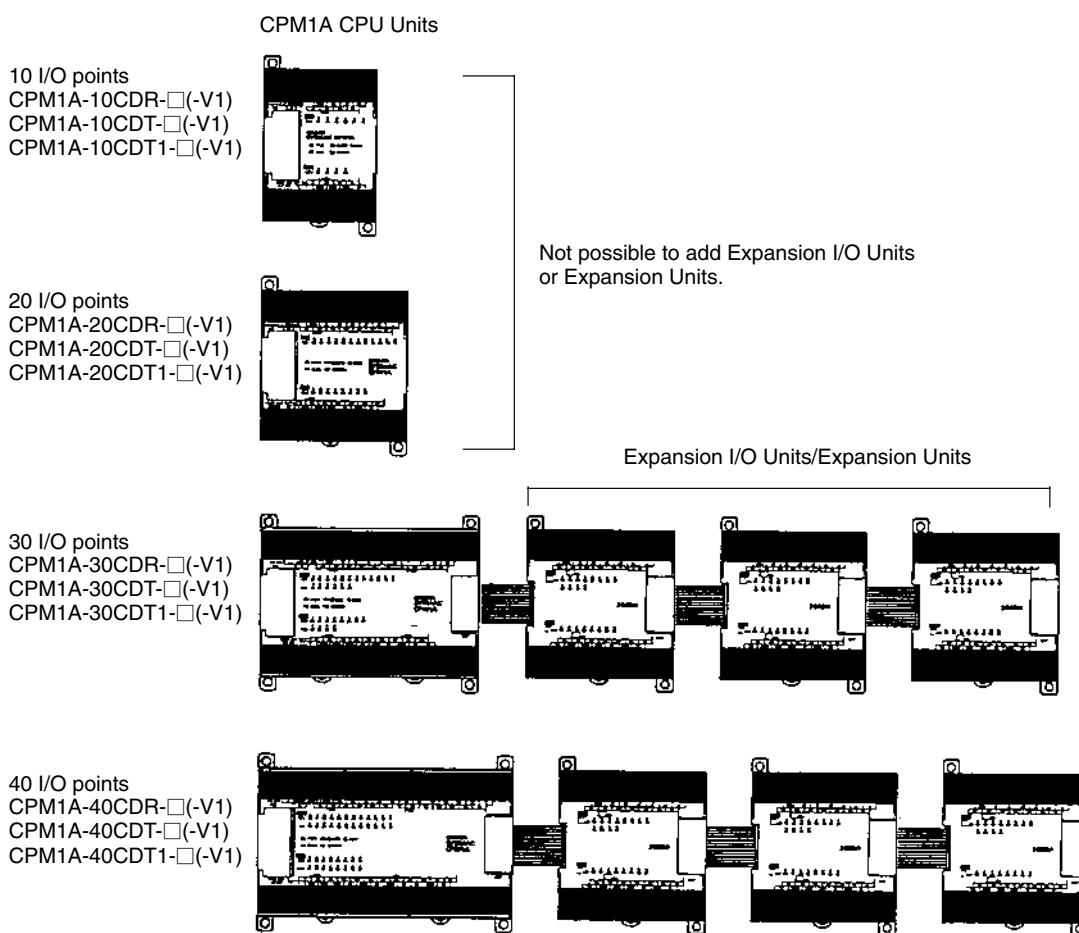 CPM1A CPU Units
10 I/O points
CPM1A-10CDR-□(-V1)
CPM1A-10CDT-□(-V1)
CPM1A-10CDT1-□(-V1)
Not possible to add Expansion I/O Units
or Expansion Units.
20 I/O points
CPM1A-20CDR-□(-V1)
CPM1A-20CDT-□(-V1)
CPM1A-20CDT1-□(-V1)
Expansion I/O Units/Expansion Units
30 I/O points
CPM1A-30CDR-□(-V1)
CPM1A-30CDT-□(-V1)
CPM1A-30CDT1-□(-V1)
40 I/O points
CPM1A-40CDR-□(-V1)
CPM1A-40CDT-□(-V1)
CPM1A-40CDT1-□(-V1)